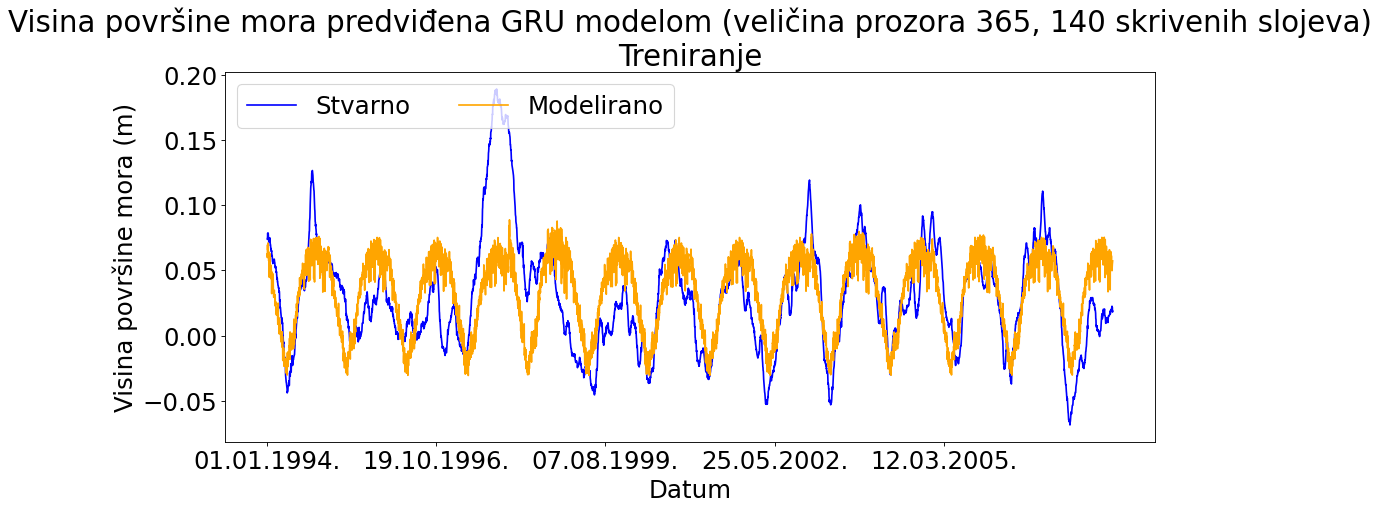 Visina površine mora predviđena GRU modelom (veličina prozora 365, 140 skrivenih slojeva)
Treniranje
Stvarno
Modelirano
Visina površine mora (m)
0.20
0.15
0.10
0.05
0.00
−0.05
01.01.1994.
19.10.1996.
07.08.1999.
25.05.2002.
12.03.2005.
Datum